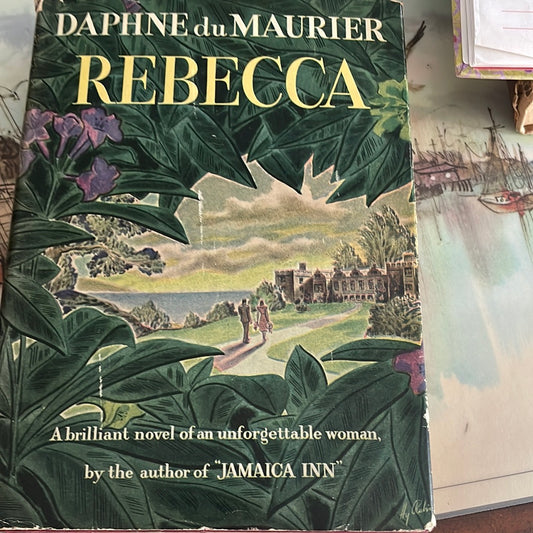 DAPHNE du MAURIER
REBECCA
A brilliant novel of an unforgettable woman,
by the author of "JAMAICA INN"